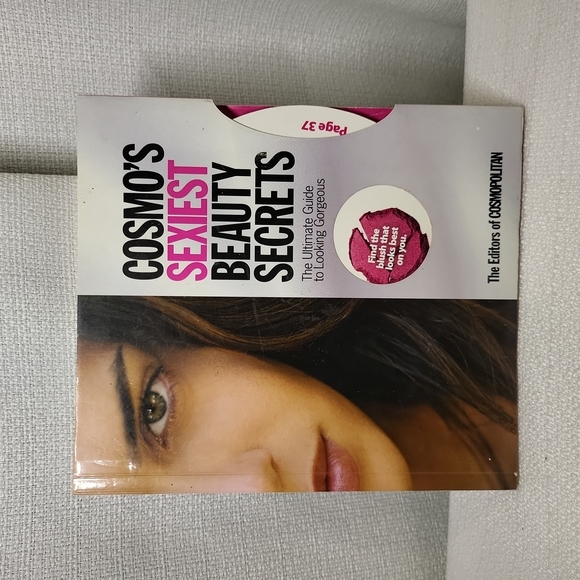 COSMO'S
SEXIEST
BEAUTY
SECRETS
The Ultimate Guide
to Looking Gorgeous
Page 37
Find the
blush that
looks best
on you.
The Editors of COSMOPOLITAN